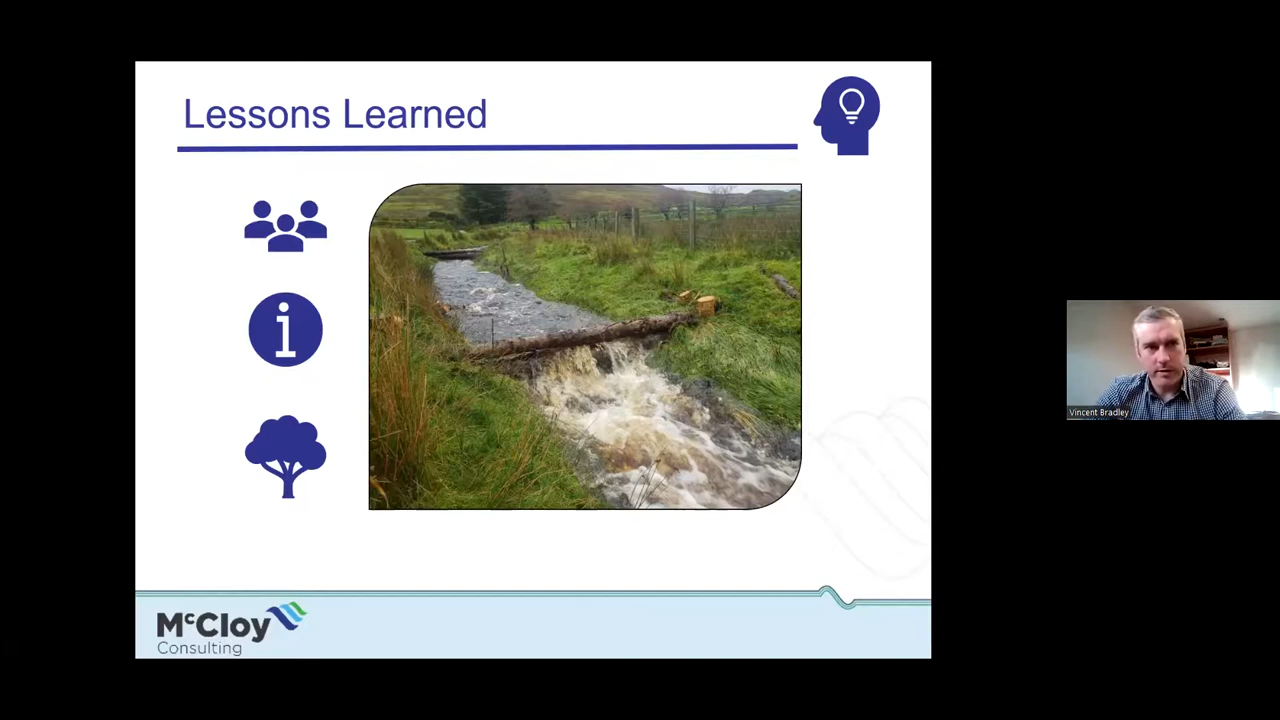 Lessons Learned
i
McCloy
Consulting
Vincent Bradley